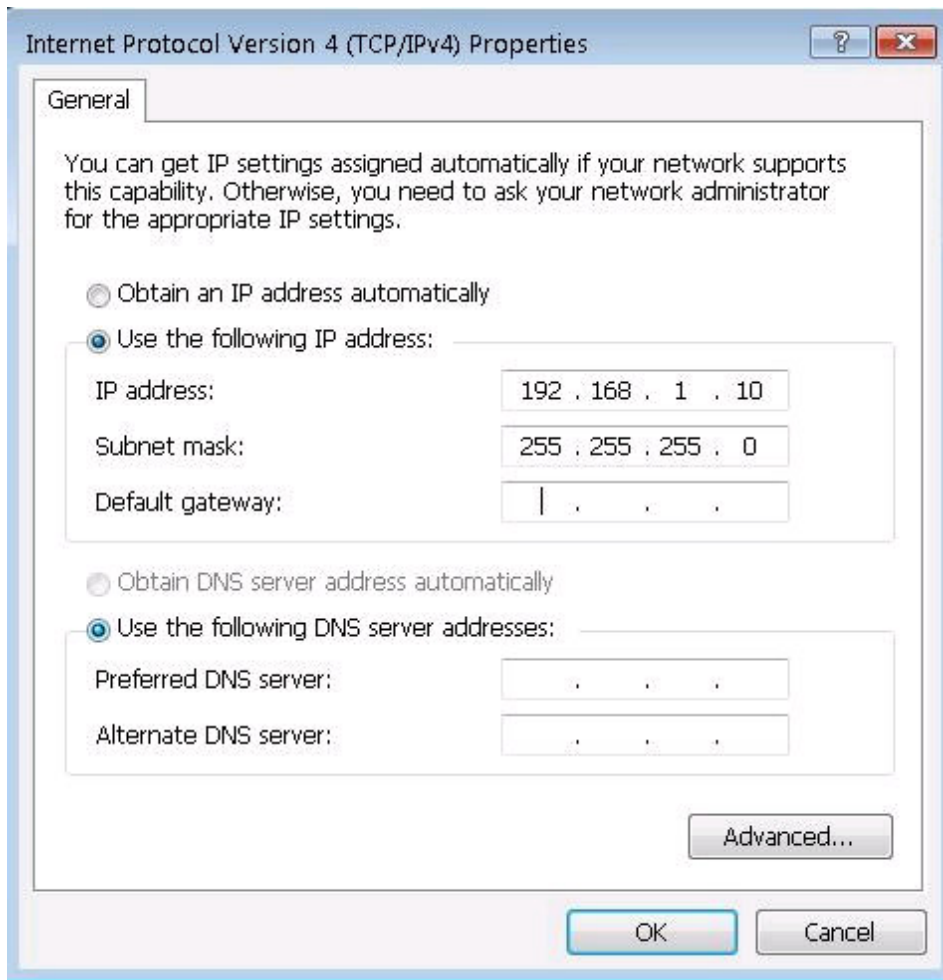 Internet Protocol Version 4 (TCP/IPv4) Properties
General
You can get IP settings assigned automatically if your network supports
this capability. Otherwise, you need to ask your network administrator
for the appropriate IP settings.
Obtain an IP address automatically
Use the following IP address:
IP address: 192 . 168 . 1 . 10
Subnet mask: 255 . 255 . 255 . 0
Default gateway: . . .
Obtain DNS server address automatically
Use the following DNS server addresses:
Preferred DNS server: . . .
Alternate DNS server: . . .
Advanced...
OK Cancel